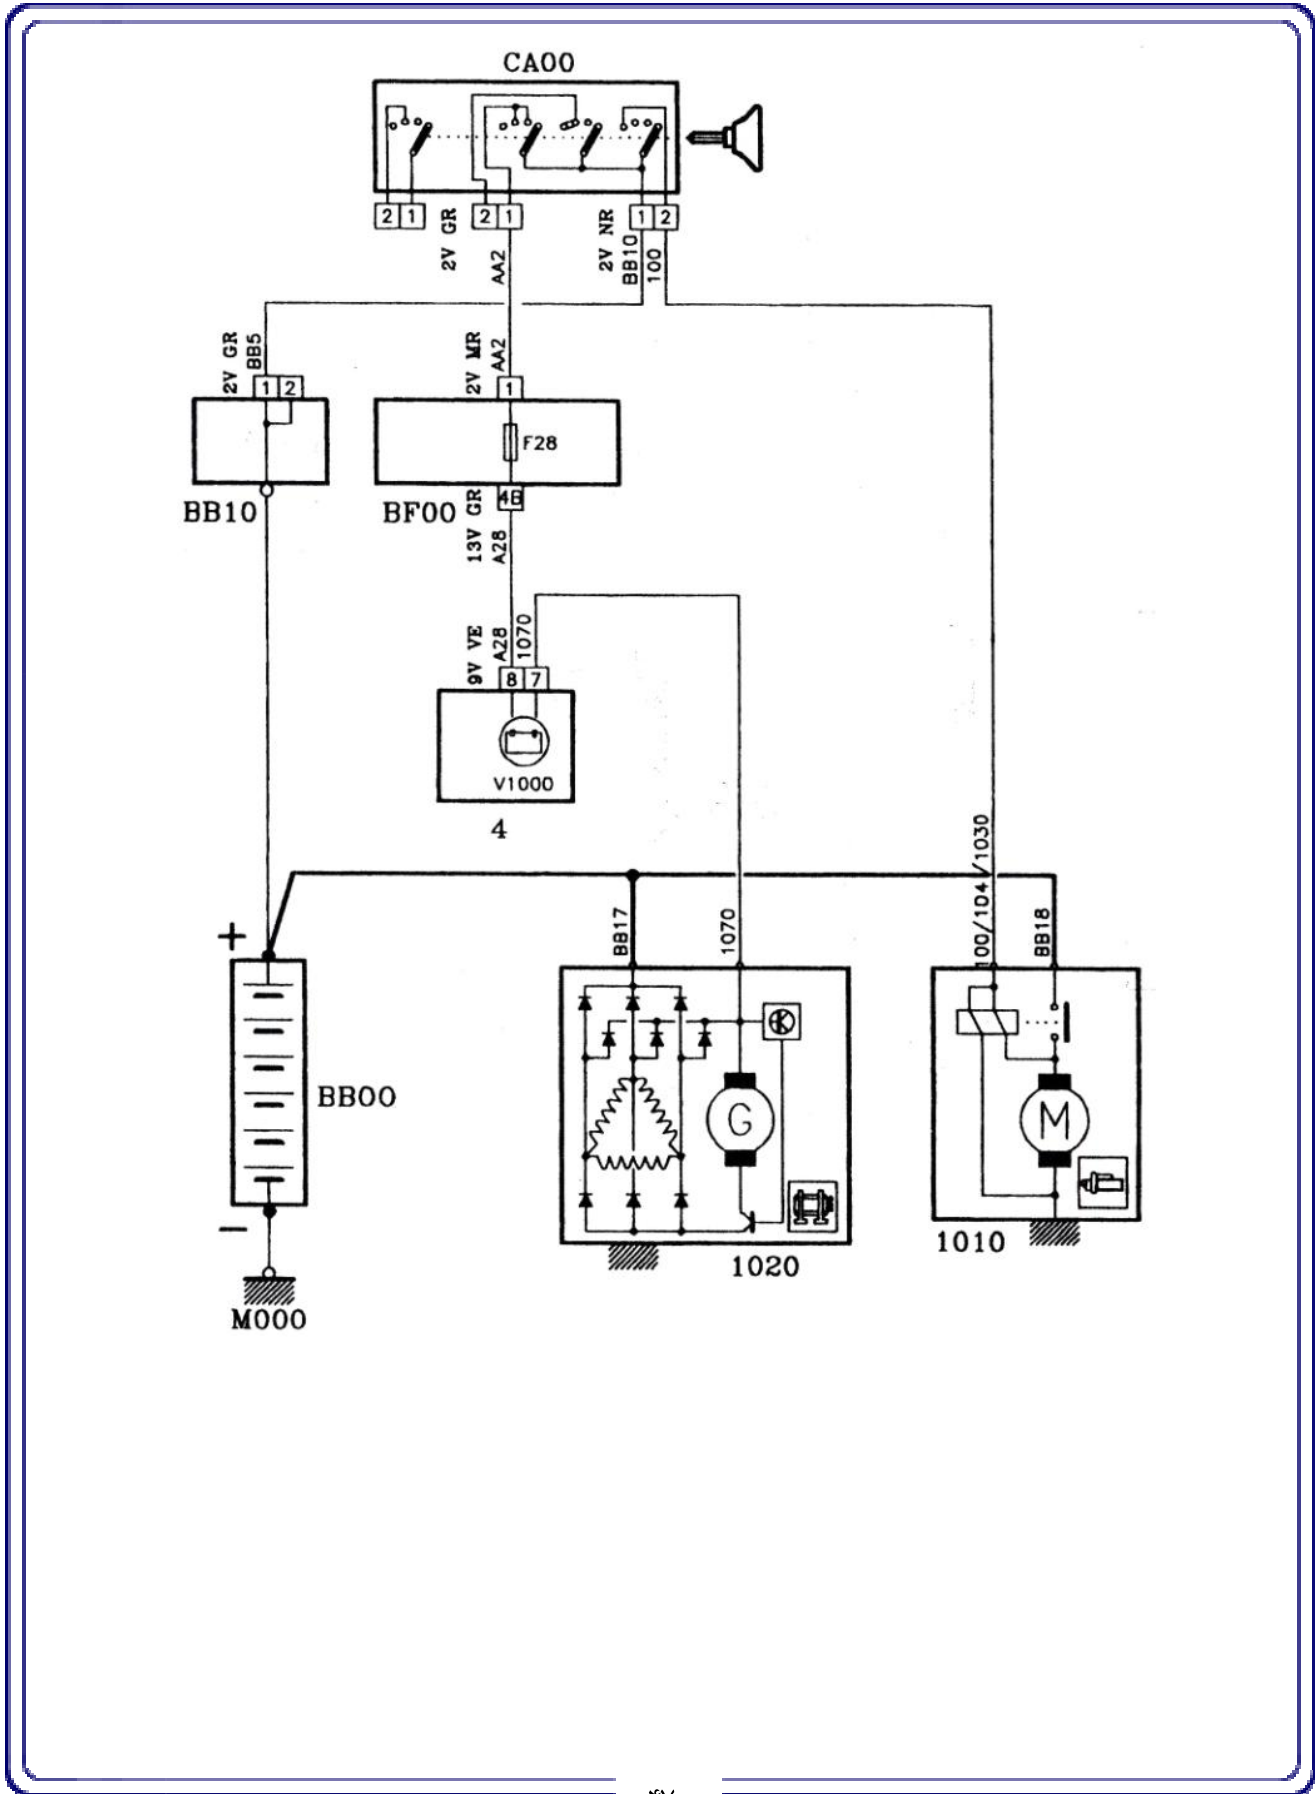 CA00
2 1
2 1
1 2
2V GR
AA2
2V NR
BB10
100
2V GR
BB5
2V MR
AA2
1 2
1
F28
BB10
BF00
4B
13V GR
A28
9V VE
A28
1070
8 7
V1000
4
100/104/1030
+
BB17
1070
BB18
BB00
G
M
-
1010
1020
M000